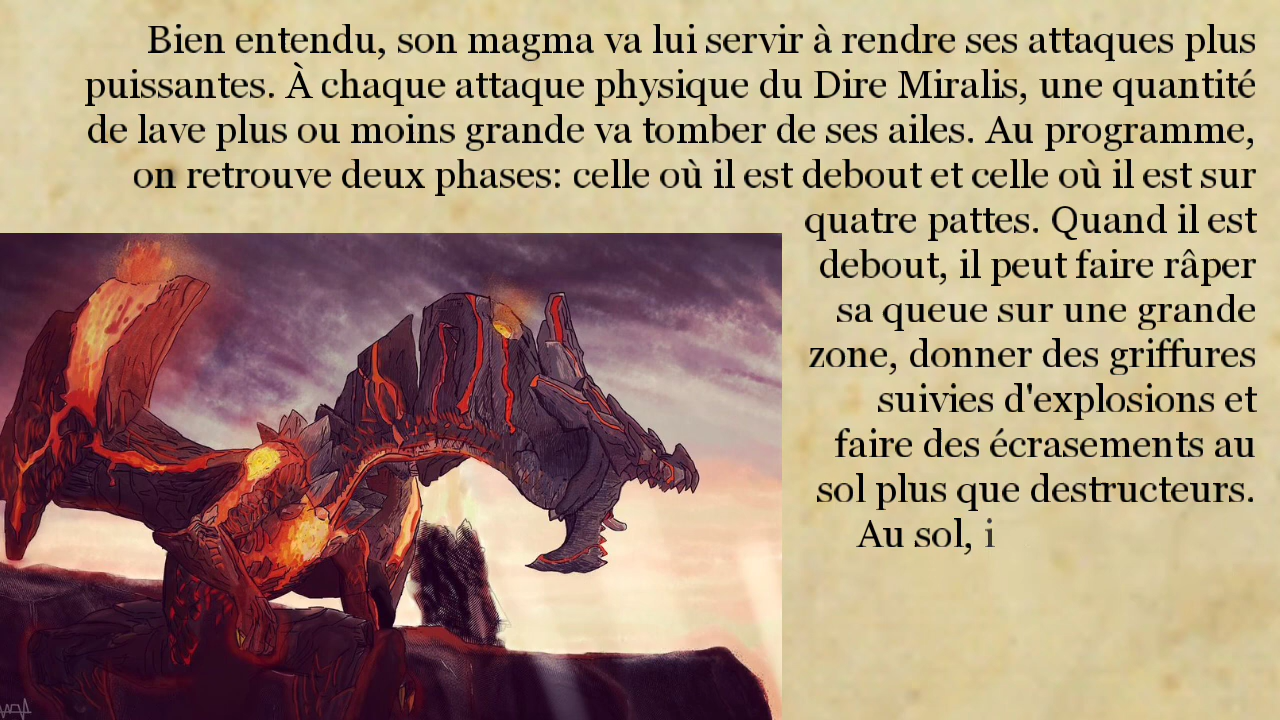 Bien entendu, son magma va lui servir à rendre ses attaques plus
puissantes. À chaque attaque physique du Dire Miralis, une quantité
de lave plus ou moins grande va tomber de ses ailes. Au programme,
on retrouve deux phases: celle où il est debout et celle où il est sur
quatre pattes. Quand il est
debout, il peut faire râper
sa queue sur une grande
zone, donner des griffures
suivies d'explosions et
faire des écrasements au
sol plus que destructeurs.
Au sol, i